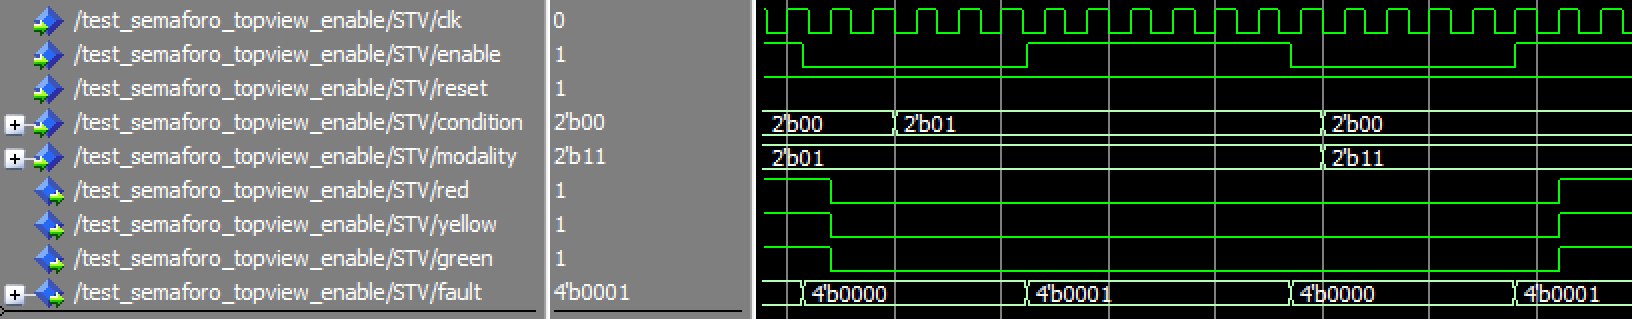 /test_semaforo_topview_enable/STV/clk 0
/test_semaforo_topview_enable/STV/enable 1
/test_semaforo_topview_enable/STV/reset 1
/test_semaforo_topview_enable/STV/condition 2'b00 2'b00 2'b01 2'b00
/test_semaforo_topview_enable/STV/modality 2'b11 2'b01 2'b11
/test_semaforo_topview_enable/STV/red 1
/test_semaforo_topview_enable/STV/yellow 1
/test_semaforo_topview_enable/STV/green 1
/test_semaforo_topview_enable/STV/fault 4'b0001 4'b0000 4'b0001 4'b0000 4'b0001